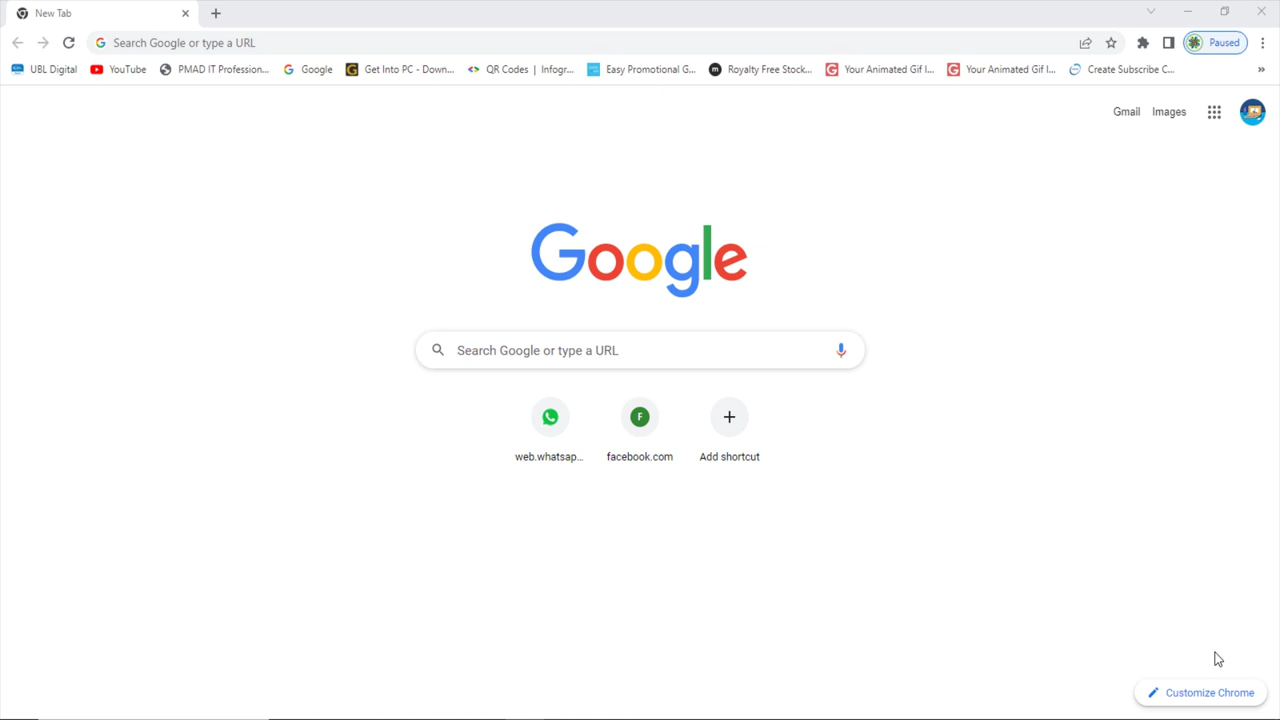 New Tab
Search Google or type a URL
Paused
UBL Digital
YouTube
PMAD IT Profession...
Google
Get Into PC - Down...
QR Codes | Infogr...
Easy Promotional G...
Royalty Free Stock...
Your Animated Gif I...
Your Animated Gif I...
Create Subscribe C...
»
Gmail
Images
Google
Search Google or type a URL
F
web.whatsap...
facebook.com
Add shortcut
Customize Chrome